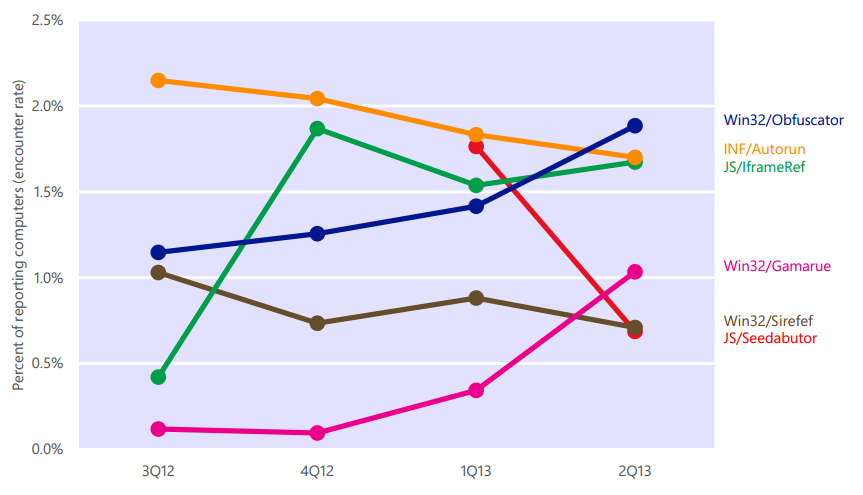 2.5%
2.0%
1.5%
1.0%
0.5%
0.0%
Percent of reporting computers (encounter rate)
3Q12 4Q12 1Q13 2Q13
Win32/Obfuscator
INF/Autorun
JS/IframeRef
Win32/Gamarue
Win32/Sirefef
JS/Seedabutor